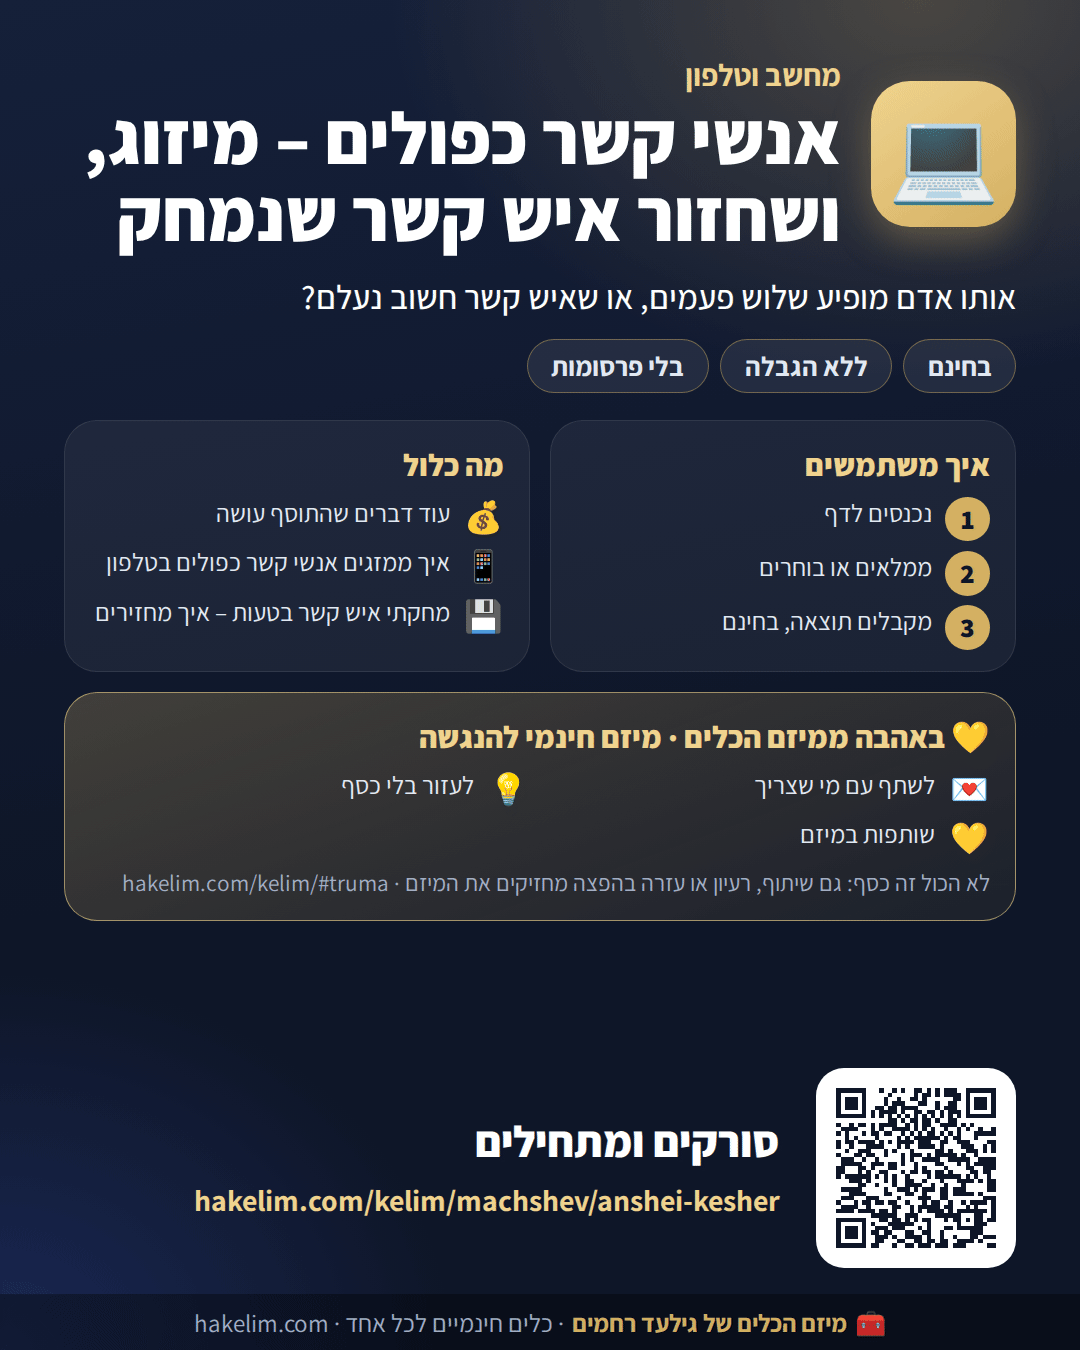 מחשב וטלפון
אנשי קשר כפולים – מיזוג,
ושחזור איש קשר שנמחק
אותו אדם מופיע שלוש פעמים, או שאיש קשר חשוב נעלם?
בחינם
ללא הגבלה
בלי פרסומות
איך משתמשים
1 נכנסים לדף
2 ממלאים או בוחרים
3 מקבלים תוצאה, בחינם
מה כלול
עוד דברים שהתוסף עושה
איך ממזגים אנשי קשר כפולים בטלפון
מחקתי איש קשר בטעות – איך מחזירים
באהבה ממיזם הכלים · מיזם חינמי להנגשה
לשתף עם מי שצריך
לעזור בלי כסף
שותפות במיזם
לא הכול זה כסף: גם שיתוף, רעיון או עזרה בהפצה מחזיקים את המיזם · hakelim.com/kelim/#truma
סורקים ומתחילים
hakelim.com/kelim/machshev/anshei-kesher
מיזם הכלים של גילעד רחמים · כלים חינמיים לכל אחד · hakelim.com